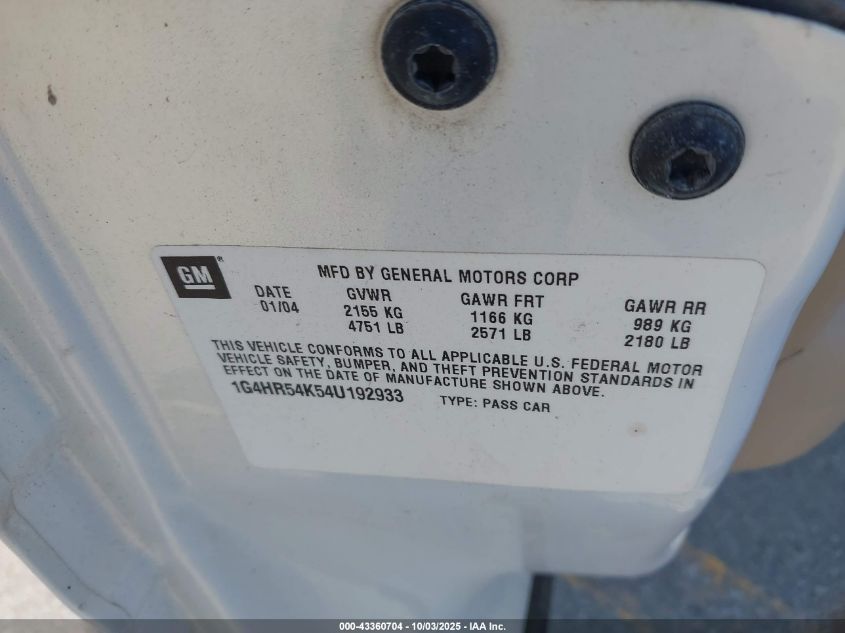 GM®
MFD BY GENERAL MOTORS CORP
DATE GVWR GAWR FRT GAWR RR
01/04 2155 KG 1166 KG 989 KG
4751 LB 2571 LB 2180 LB
THIS VEHICLE CONFORMS TO ALL APPLICABLE U.S. FEDERAL MOTOR
VEHICLE SAFETY, BUMPER, AND THEFT PREVENTION STANDARDS IN
EFFECT ON THE DATE OF MANUFACTURE SHOWN ABOVE.
1G4HR54K54U192933 TYPE: PASS CAR
000-43360704 - 10/03/2025 - IAA Inc.